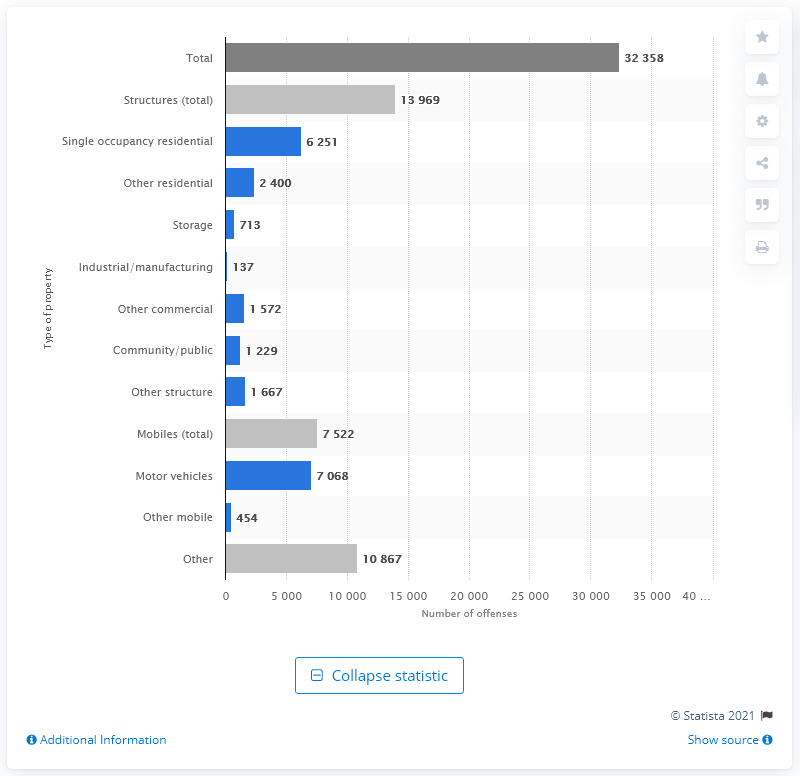 Total 32 358
Structures (total) 13 969
Single occupancy residential 6 251
Other residential 2 400
Storage 713
Industrial/manufacturing 137
Other commercial 1 572
Community/public 1 229
Other structure 1 667
Mobiles (total) 7 522
Motor vehicles 7 068
Other mobile 454
Other 10 867
Type of property
0 5 000 10 000 15 000 20 000 25 000 30 000 35 000 40 ...
Number of offenses
Collapse statistic
© Statista 2021
Additional Information
Show source